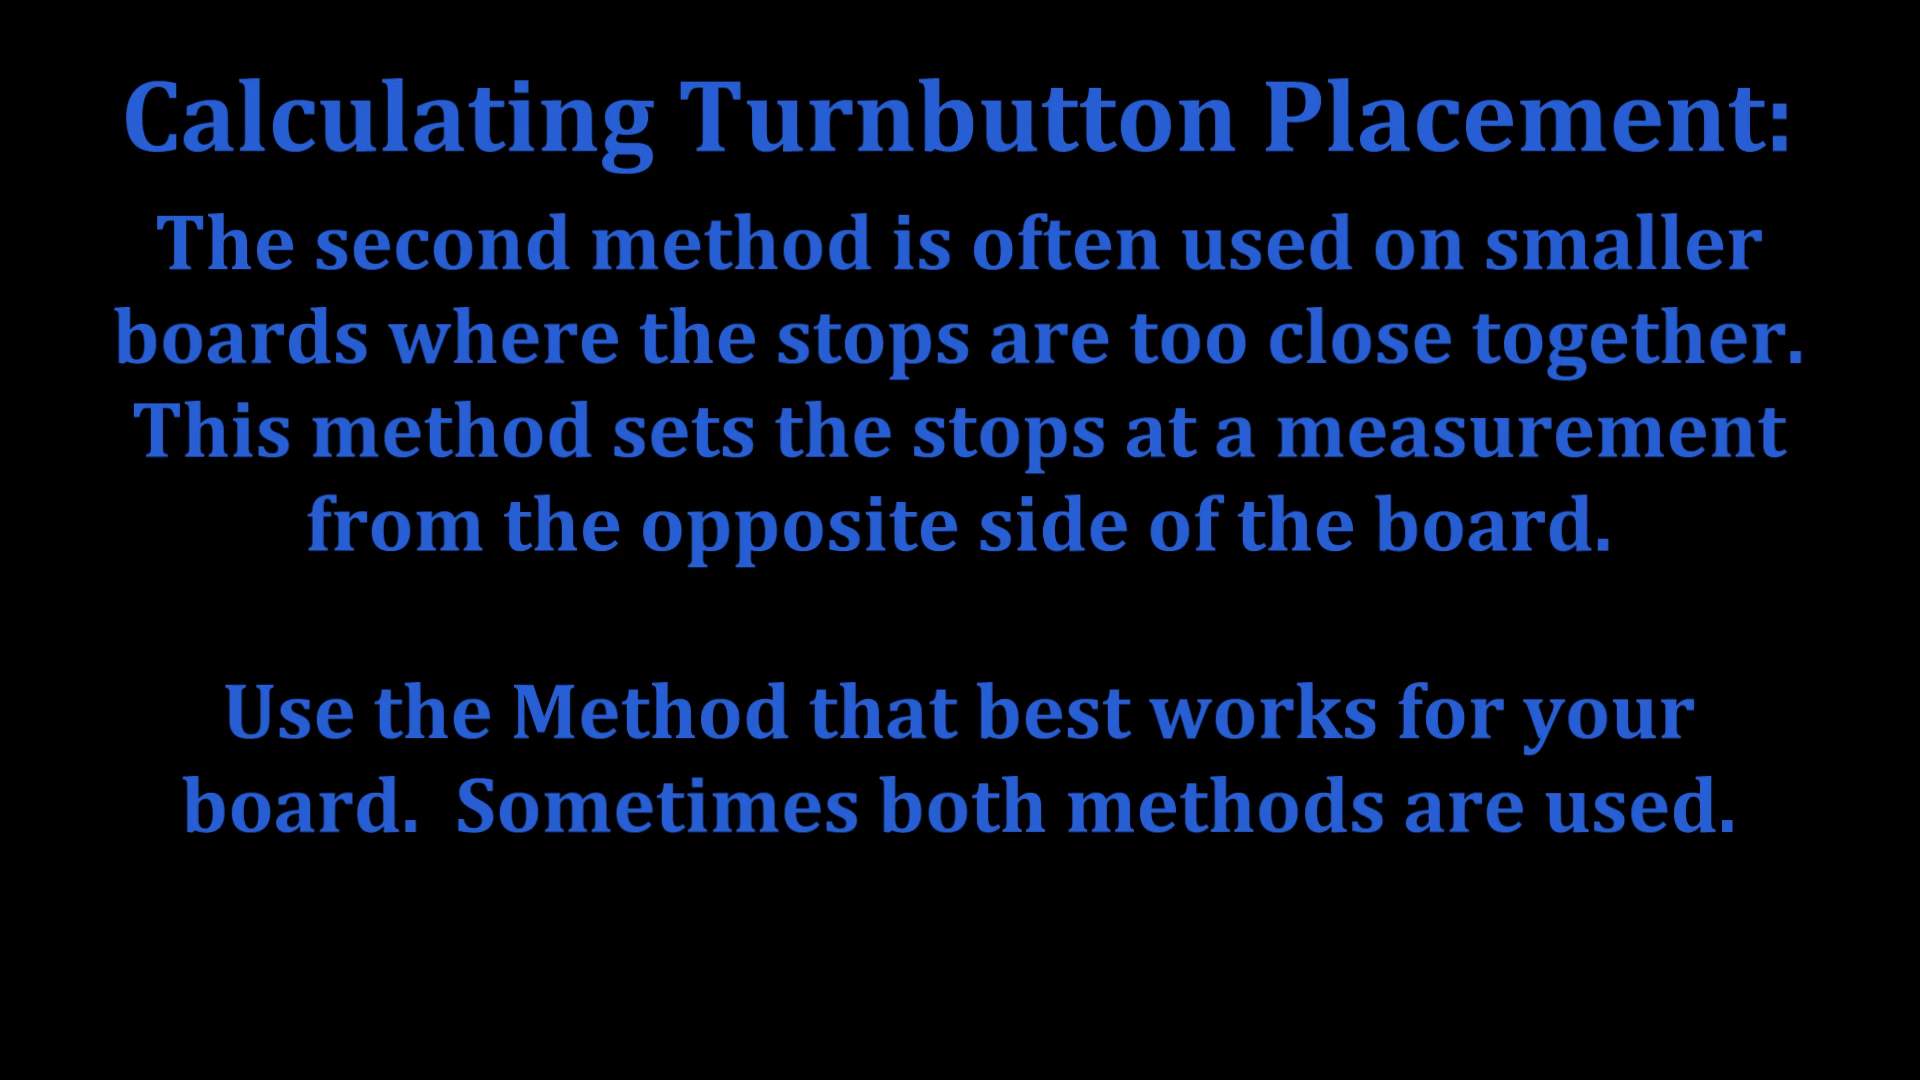 Calculating Turnbutton Placement:
The second method is often used on smaller
boards where the stops are too close together.
This method sets the stops at a measurement
from the opposite side of the board.
Use the Method that best works for your
board.  Sometimes both methods are used.